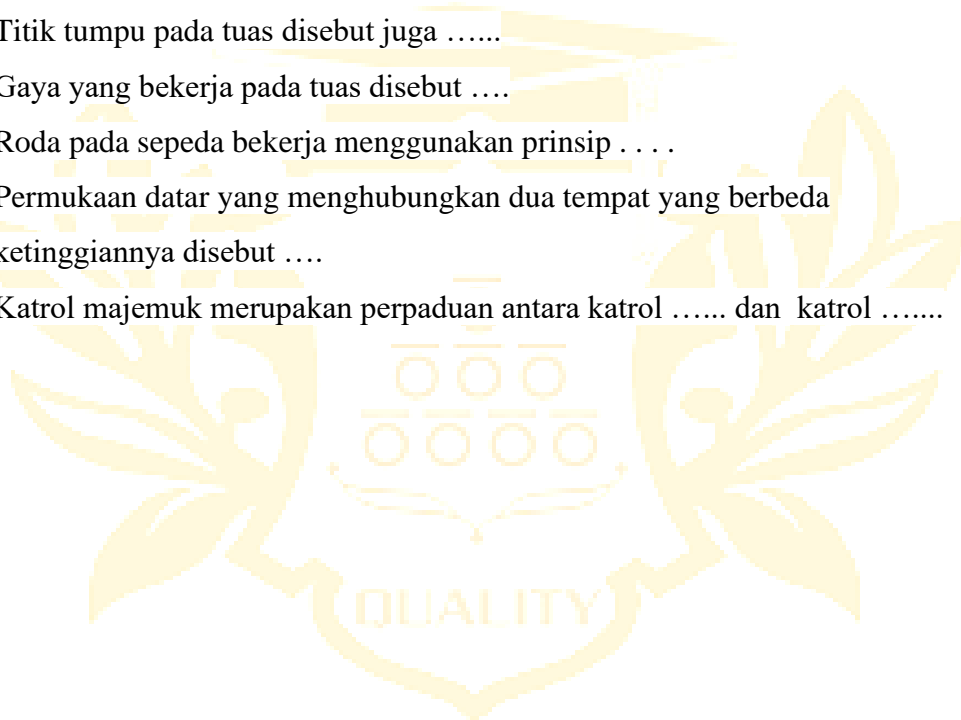 Titik tumpu pada tuas disebut juga …...
Gaya yang bekerja pada tuas disebut ….
Roda pada sepeda bekerja menggunakan prinsip . . . .
Permukaan datar yang menghubungkan dua tempat yang berbeda
ketinggiannya disebut ….
Katrol majemuk merupakan perpaduan antara katrol …... dan  katrol …....
QUALITY